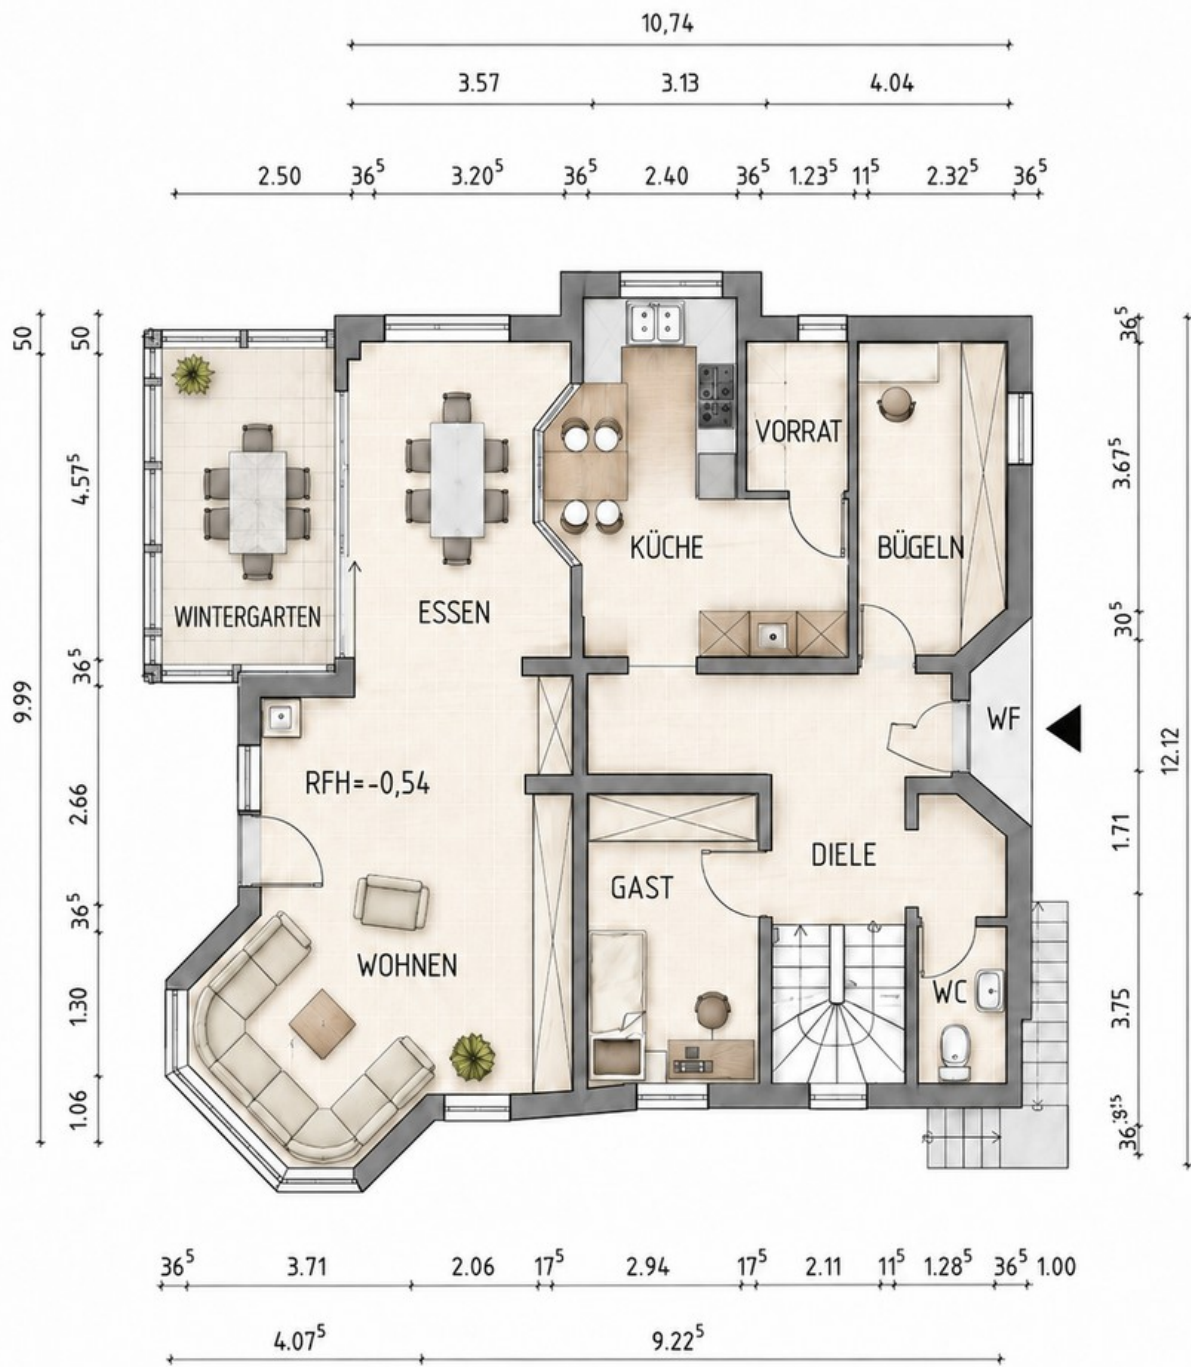 10,74
3.57 3.13 4.04
2.50 36⁵ 3.20⁵ 36⁵ 2.40 36⁵ 1.23⁵ 11⁵ 2.32⁵ 36⁵
50 50 36⁵
VORRAT
4.57⁵ 3.67⁵
KÜCHE BÜGELN
WINTERGARTEN ESSEN 30⁵
36⁵
9.99 WF 12.12
RFH=-0,54
2.66 1.71
DIELE
GAST
36⁵
WOHNEN
WC
1.30 3.75
1.06
36⁵
36⁵ 3.71 2.06 17⁵ 2.94 17⁵ 2.11 11⁵ 1.28⁵ 36⁵ 1.00
4.07⁵ 9.22⁵